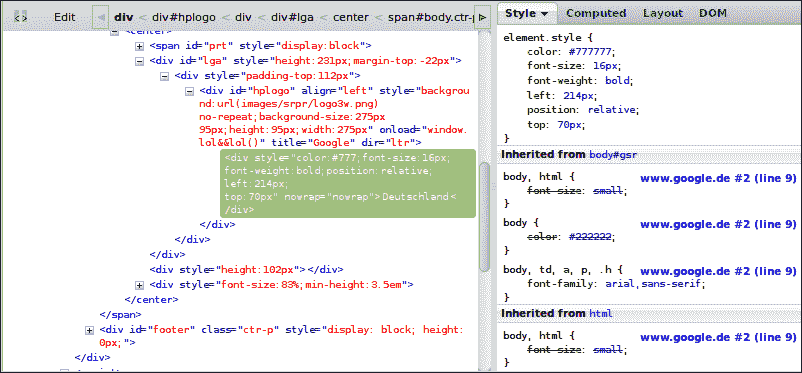 Edit div < div#hplogo < div < div#lga < center < span#body.ctr-p
<center>
<span id="prt" style="display:block">
<div id="lga" style="height:231px;margin-top:-22px">
<div style="padding-top:112px">
<div id="hplogo" align="left" style="backgroun
d:url(images/srpr/logo3w.png)
no-repeat;background-size:275px
95px;height:95px;width:275px" onload="window.
lol&&lol()" title="Google" dir="ltr">
<div style="color:#777;font-size:16px;
font-weight:bold;position:relative;
left:214px;
top:70px" nowrap="nowrap">Deutschland<
/div>
</div>
</div>
</div>
<div style="height:102px"></div>
<div style="font-size:83%;min-height:3.5em">
</center>
</span>
<div id="footer" class="ctr-p" style="display: block; height:
0px;">
</div>
Style Computed Layout DOM
element.style {
color: #777777;
font-size: 16px;
font-weight: bold;
left: 214px;
position: relative;
top: 70px;
}
Inherited from body#gsr
body, html { www.google.de #2 (line 9)
font-size: small;
}
body { www.google.de #2 (line 9)
color: #222222;
}
body, td, a, p, .h { www.google.de #2 (line 9)
font-family: arial,sans-serif;
}
Inherited from html
body, html { www.google.de #2 (line 9)
font-size: small;
}